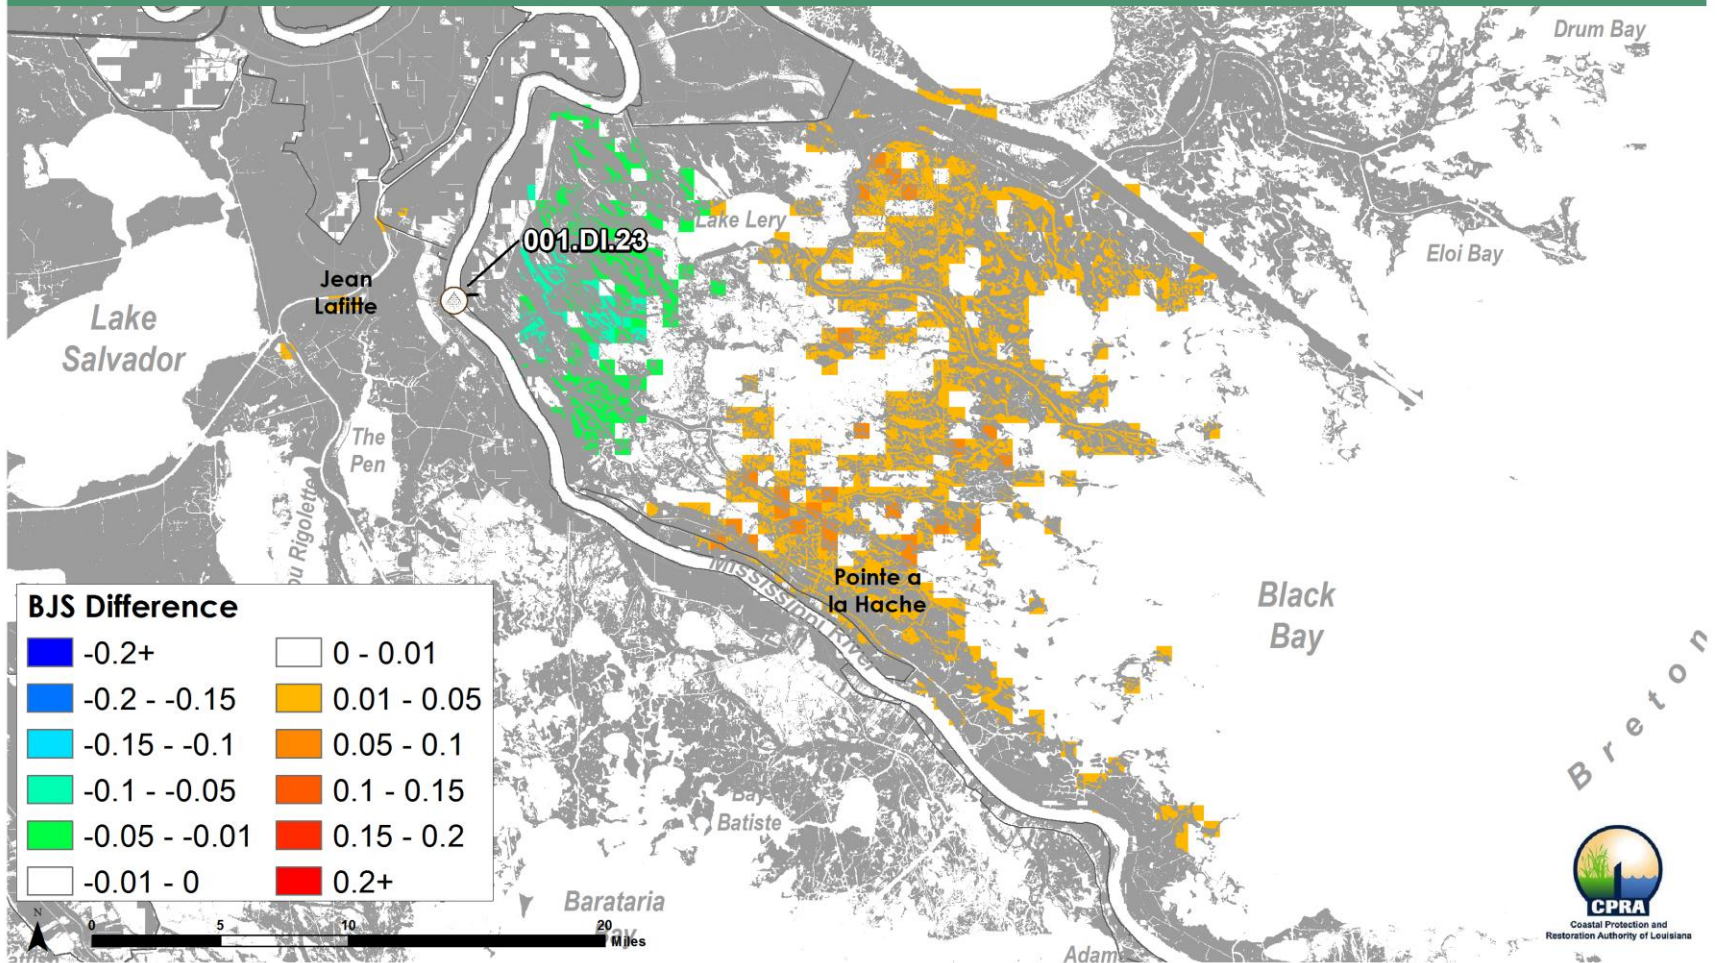 Drum Bay
Lake Lery
001.DI.23
Eloi Bay
Jean
Lafitte
Lake
Salvador
The
Pen
ou Rigolett
Mississippi River
Pointe a
la Hache
Black
Bay
Breton
BJS Difference
-0.2+
-0.2 - -0.15
-0.15 - -0.1
-0.1 - -0.05
-0.05 - -0.01
-0.01 - 0
0 - 0.01
0.01 - 0.05
0.05 - 0.1
0.1 - 0.15
0.15 - 0.2
0.2+
Bay
Batiste
Barataria
Bay
Adam
N
0 5 10 20
Miles
CPRA
Coastal Protection and
Restoration Authority of Louisiana